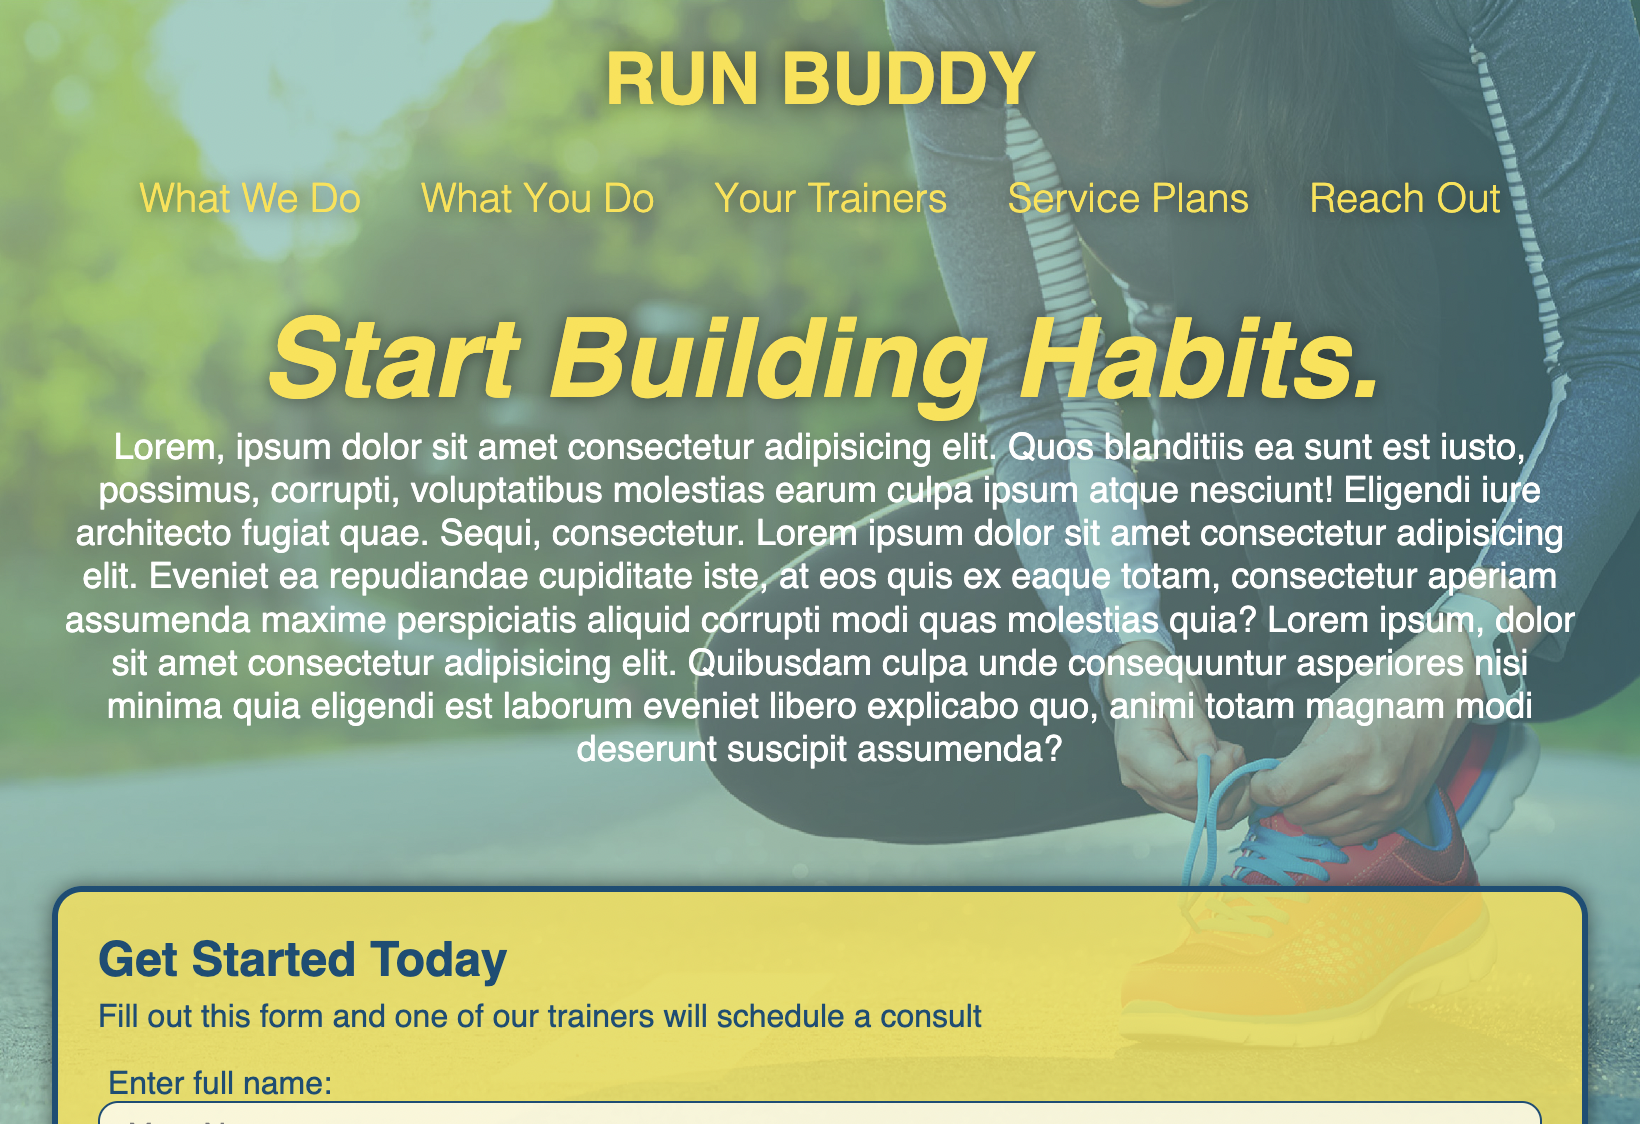 RUN BUDDY
What We Do What You Do Your Trainers Service Plans Reach Out
Start Building Habits.
Lorem, ipsum dolor sit amet consectetur adipisicing elit. Quos blanditiis ea sunt est iusto,
possimus, corrupti, voluptatibus molestias earum culpa ipsum atque nesciunt! Eligendi iure
architecto fugiat quae. Sequi, consectetur. Lorem ipsum dolor sit amet consectetur adipisicing
elit. Eveniet ea repudiandae cupiditate iste, at eos quis ex eaque totam, consectetur aperiam
assumenda maxime perspiciatis aliquid corrupti modi quas molestias quia? Lorem ipsum, dolor
sit amet consectetur adipisicing elit. Quibusdam culpa unde consequuntur asperiores nisi
minima quia eligendi est laborum eveniet libero explicabo quo, animi totam magnam modi
deserunt suscipit assumenda?
Get Started Today
Fill out this form and one of our trainers will schedule a consult
Enter full name: